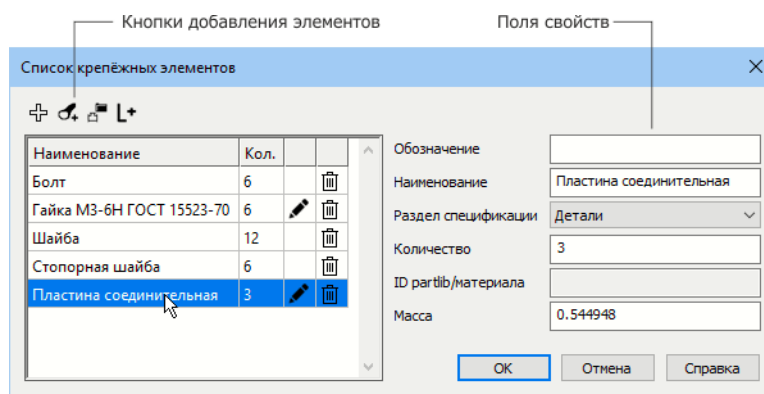 Кнопки добавления элементов
Поля свойств
Список крепёжных элементов
Наименование Кол.
Болт 6
Гайка М3-6Н ГОСТ 15523-70 6
Шайба 12
Стопорная шайба 6
Пластина соединительная 3
Обозначение
Наименование Пластина соединительная
Раздел спецификации Детали
Количество 3
ID partlib/материала
Масса 0.544948
ОК Отмена Справка